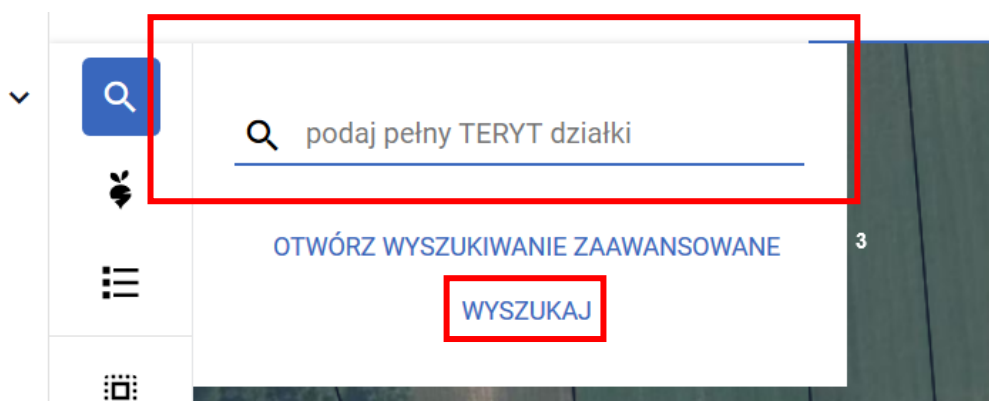 podaj pełny TERYT działki
OTWÓRZ WYSZUKIWANIE ZAAWANSOWANE
3
WYSZUKAJ